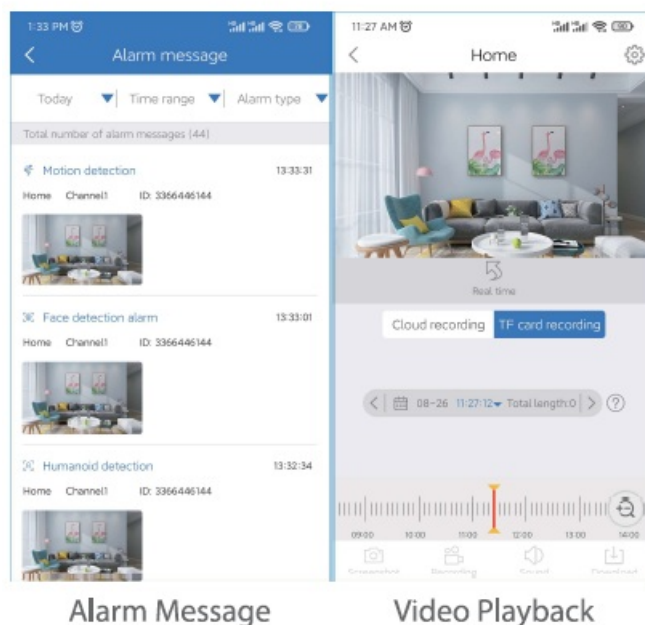 1:33 PM
Alarm message
Today Time range Alarm type
Total number of alarm messages (44)
Motion detection 13:33:31
Home Channel1 ID: 3366446144
Face detection alarm 13:33:01
Home Channel1 ID: 3366446144
Humanoid detection 13:32:34
Home Channel1 ID: 3366446144
Alarm Message
11:27 AM
Home
Real time
Cloud recording TF card recording
08-26 11:27:12 Total length:0 ?
09:00 10:00 11:00 12:00 13:00 14:00
Screenshot Recording Sound Download
Video Playback